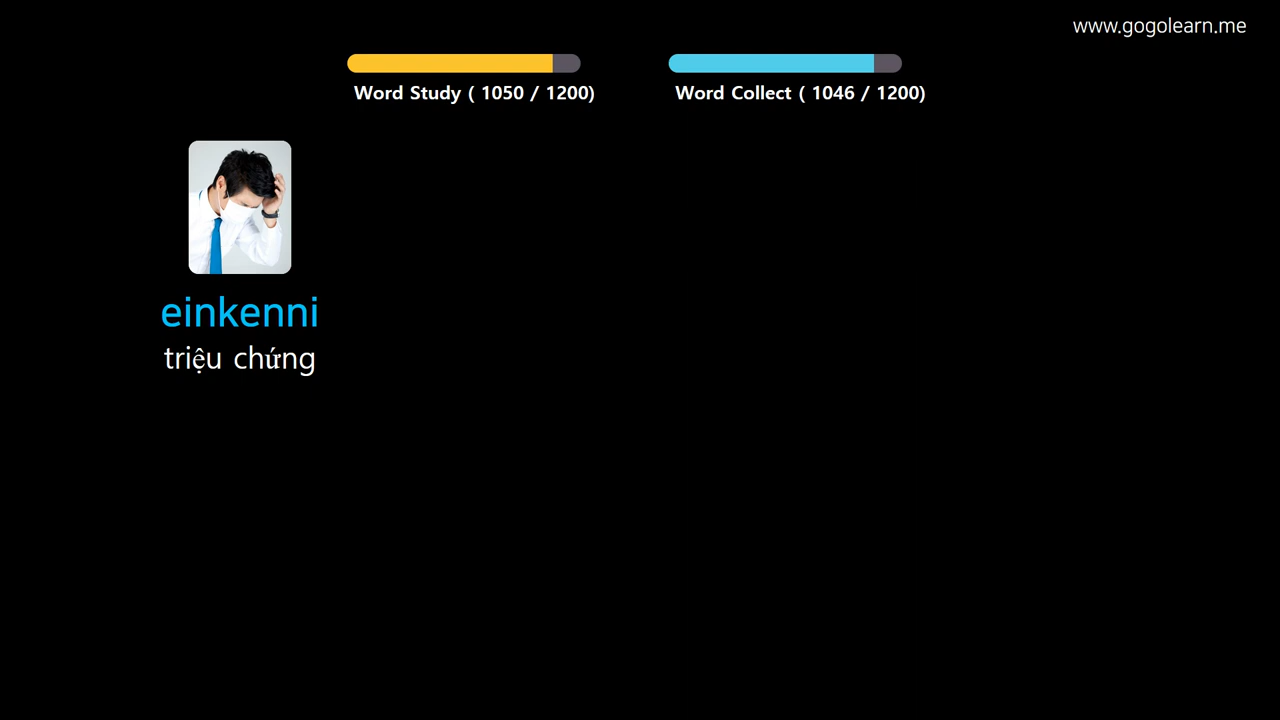 www.gogolearn.me
Word Study ( 1050 / 1200)
Word Collect ( 1046 / 1200)
einkenni
triệu chứng